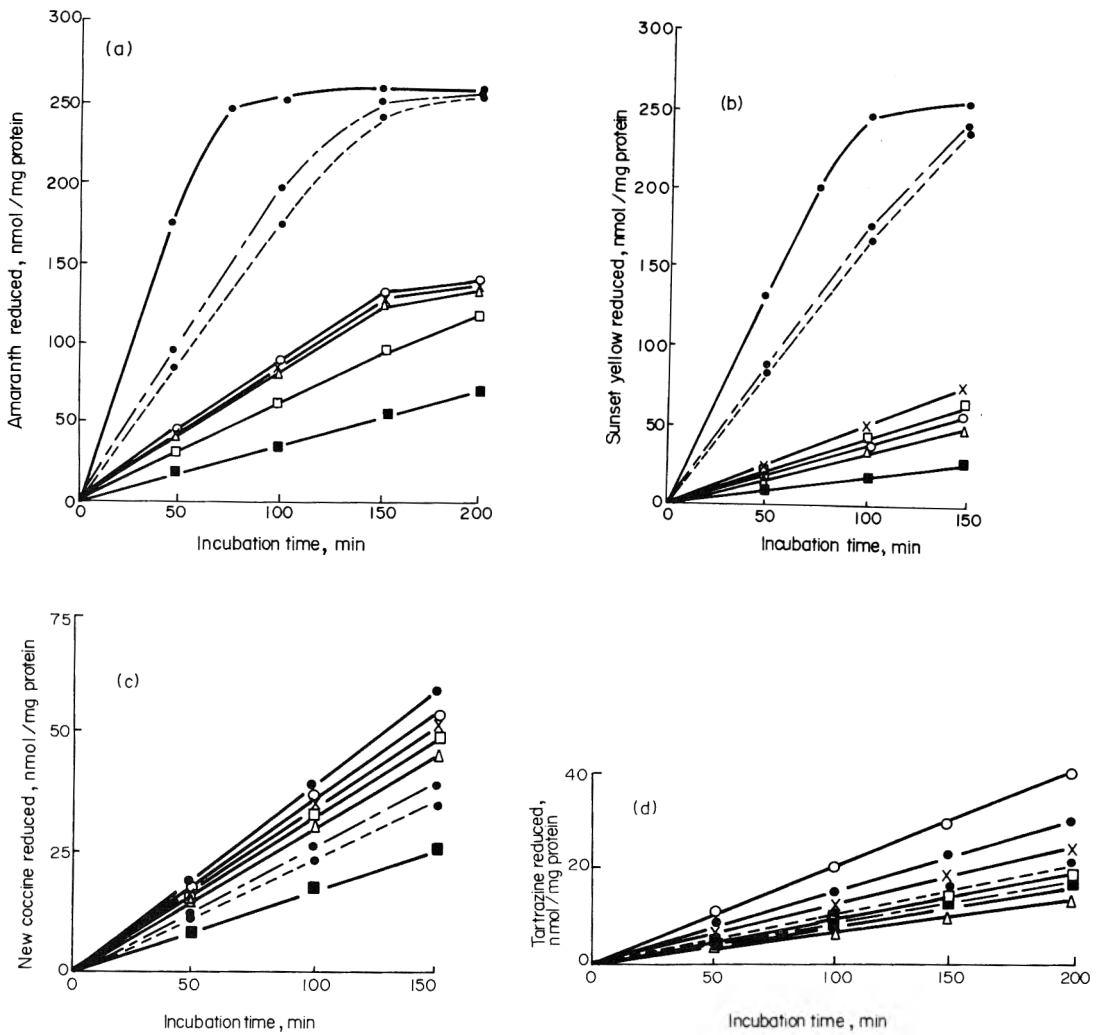 300
(a)
250
200
150
100
50
0
Amaranth reduced, nmol/mg protein
0 50 100 150 200
Incubation time, min
300
(b)
250
200
150
100
50
0
Sunset yellow reduced, nmol/mg protein
0 50 100 150
Incubation time, min
75
(c)
50
25
0
New coccine reduced, nmol/mg protein
0 50 100 150
Incubation time, min
40
(d)
20
0
Tartrazine reduced,
nmol/mg protein
0 50 100 150 200
Incubation time, min